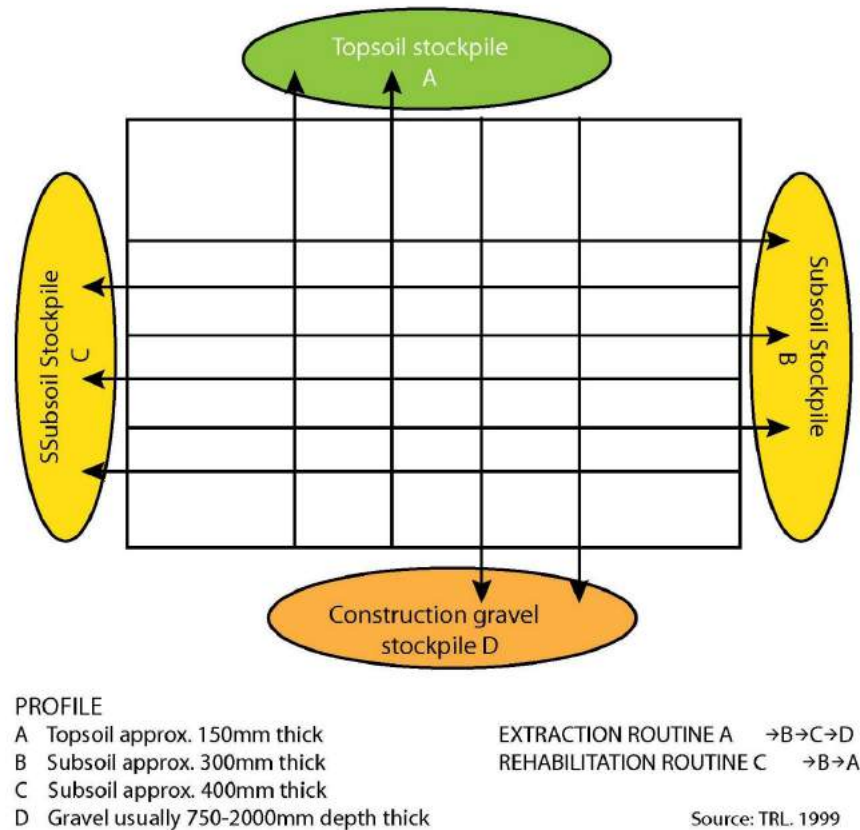 Topsoil stockpile
A
SSubsoil Stockpile
C
Subsoil Stockpile
B
Construction gravel
stockpile D
PROFILE
A Topsoil approx. 150mm thick
B Subsoil approx. 300mm thick
C Subsoil approx. 400mm thick
D Gravel usually 750-2000mm depth thick
EXTRACTION ROUTINE A →B→C→D
REHABILITATION ROUTINE C →B→A
Source: TRL. 1999